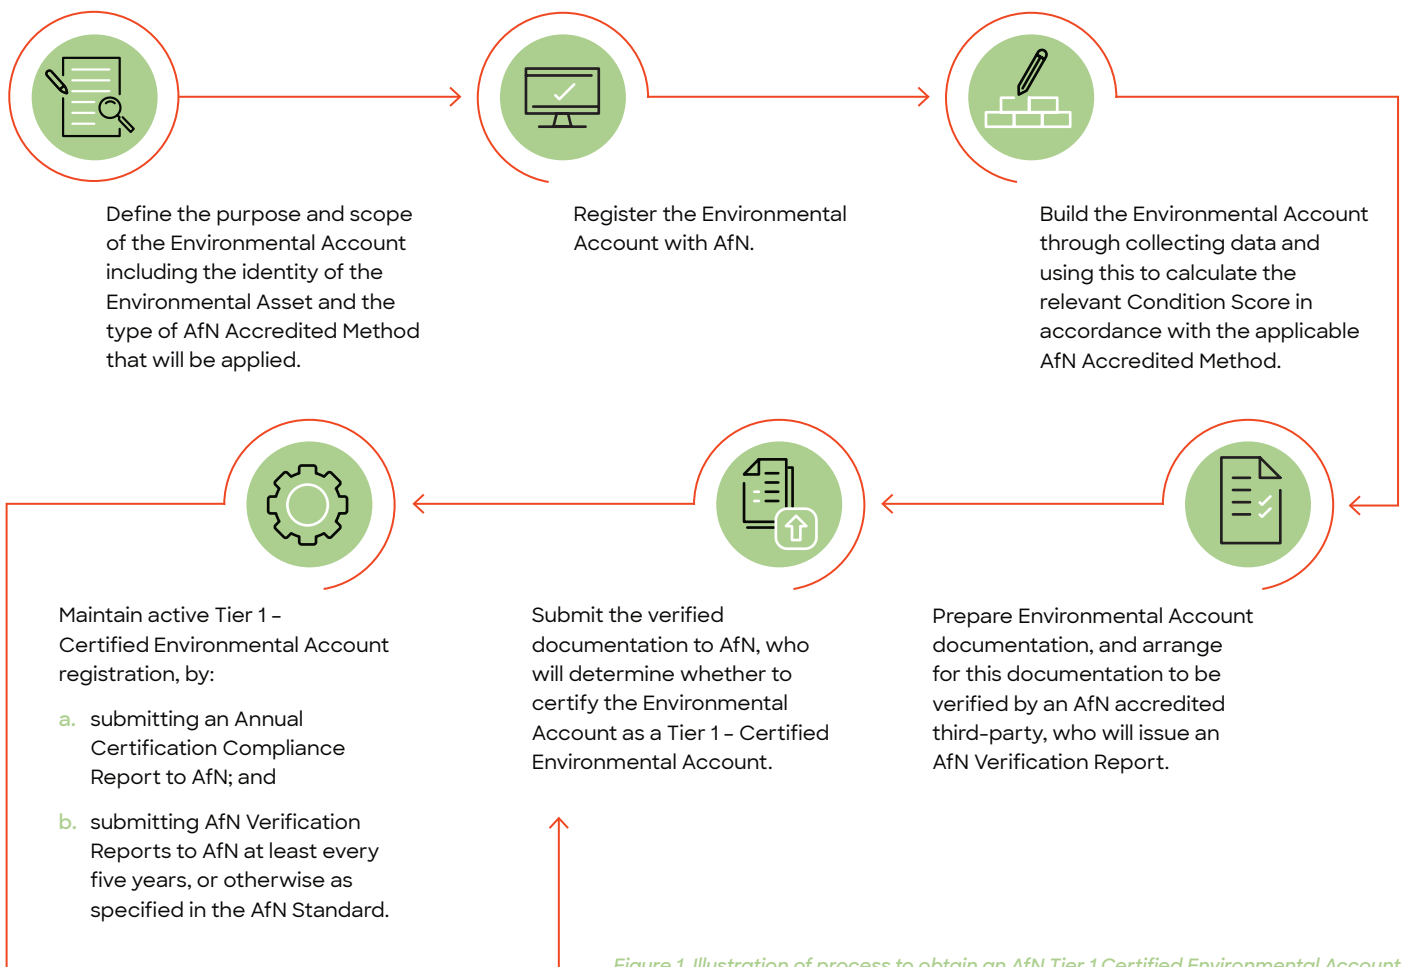 Define the purpose and scope
of the Environmental Account
including the identity of the
Environmental Asset and the
type of AfN Accredited Method
that will be applied.
Register the Environmental
Account with AfN.
Build the Environmental Account
through collecting data and
using this to calculate the
relevant Condition Score in
accordance with the applicable
AfN Accredited Method.
Maintain active Tier 1 –
Certified Environmental Account
registration, by:
a. submitting an Annual
Certification Compliance
Report to AfN; and
b. submitting AfN Verification
Reports to AfN at least every
five years, or otherwise as
specified in the AfN Standard.
Submit the verified
documentation to AfN, who
will determine whether to
certify the Environmental
Account as a Tier 1 – Certified
Environmental Account.
Prepare Environmental Account
documentation, and arrange
for this documentation to be
verified by an AfN accredited
third-party, who will issue an
AfN Verification Report.
Figure 1. Illustration of process to obtain an AfN Tier 1 Certified Environmental Account